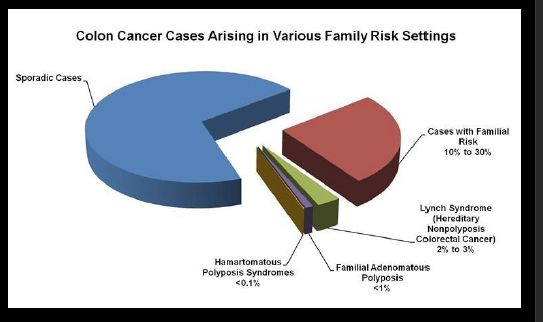 Colon Cancer Cases Arising in Various Family Risk Settings
Sporadic Cases
Cases with Familial
Risk
10% to 30%
Lynch Syndrome
(Hereditary
Nonpolyposis
Colorectal Cancer)
2% to 3%
Familial Adenomatous
Polyposis
<1%
Hamartomatous
Polyposis Syndromes
<0.1%